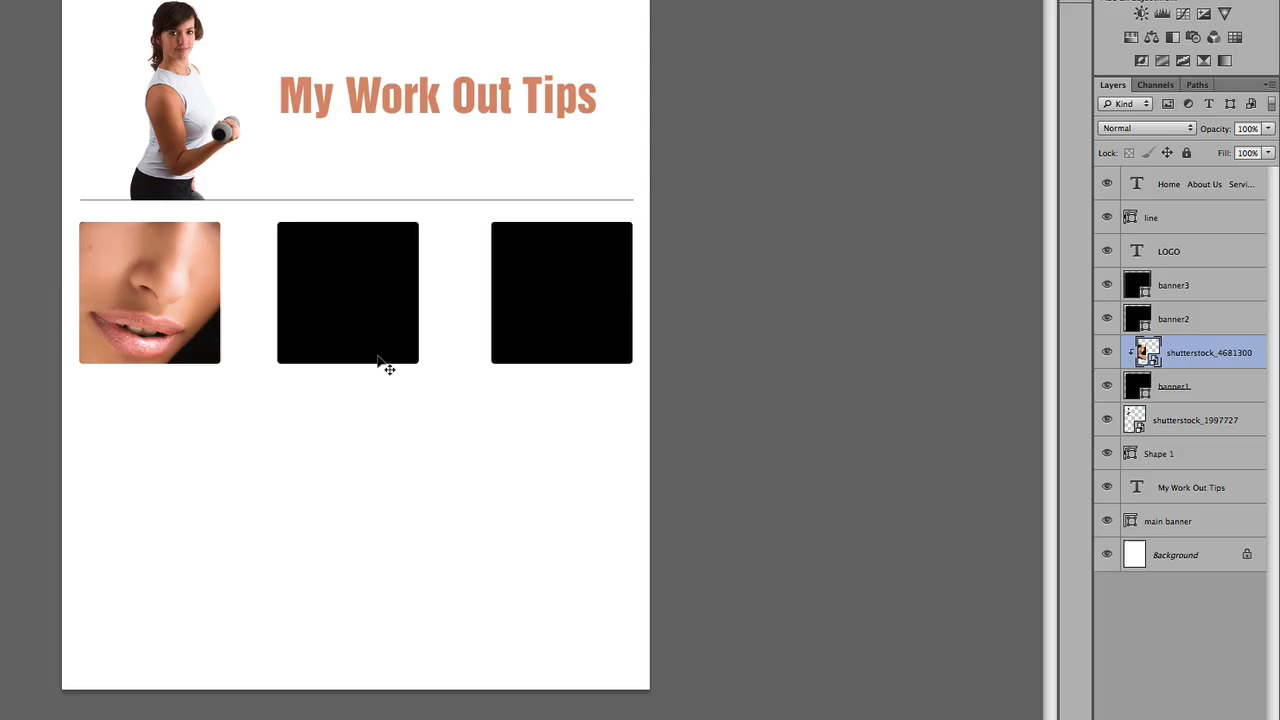 My Work Out Tips
Layers Channels Paths
Kind
Normal Opacity: 100%
Lock: Fill: 100%
Home About Us Servi...
line
LOGO
banner3
banner2
shutterstock_4681300
banner1
shutterstock_1997727
Shape 1
My Work Out Tips
main banner
Background